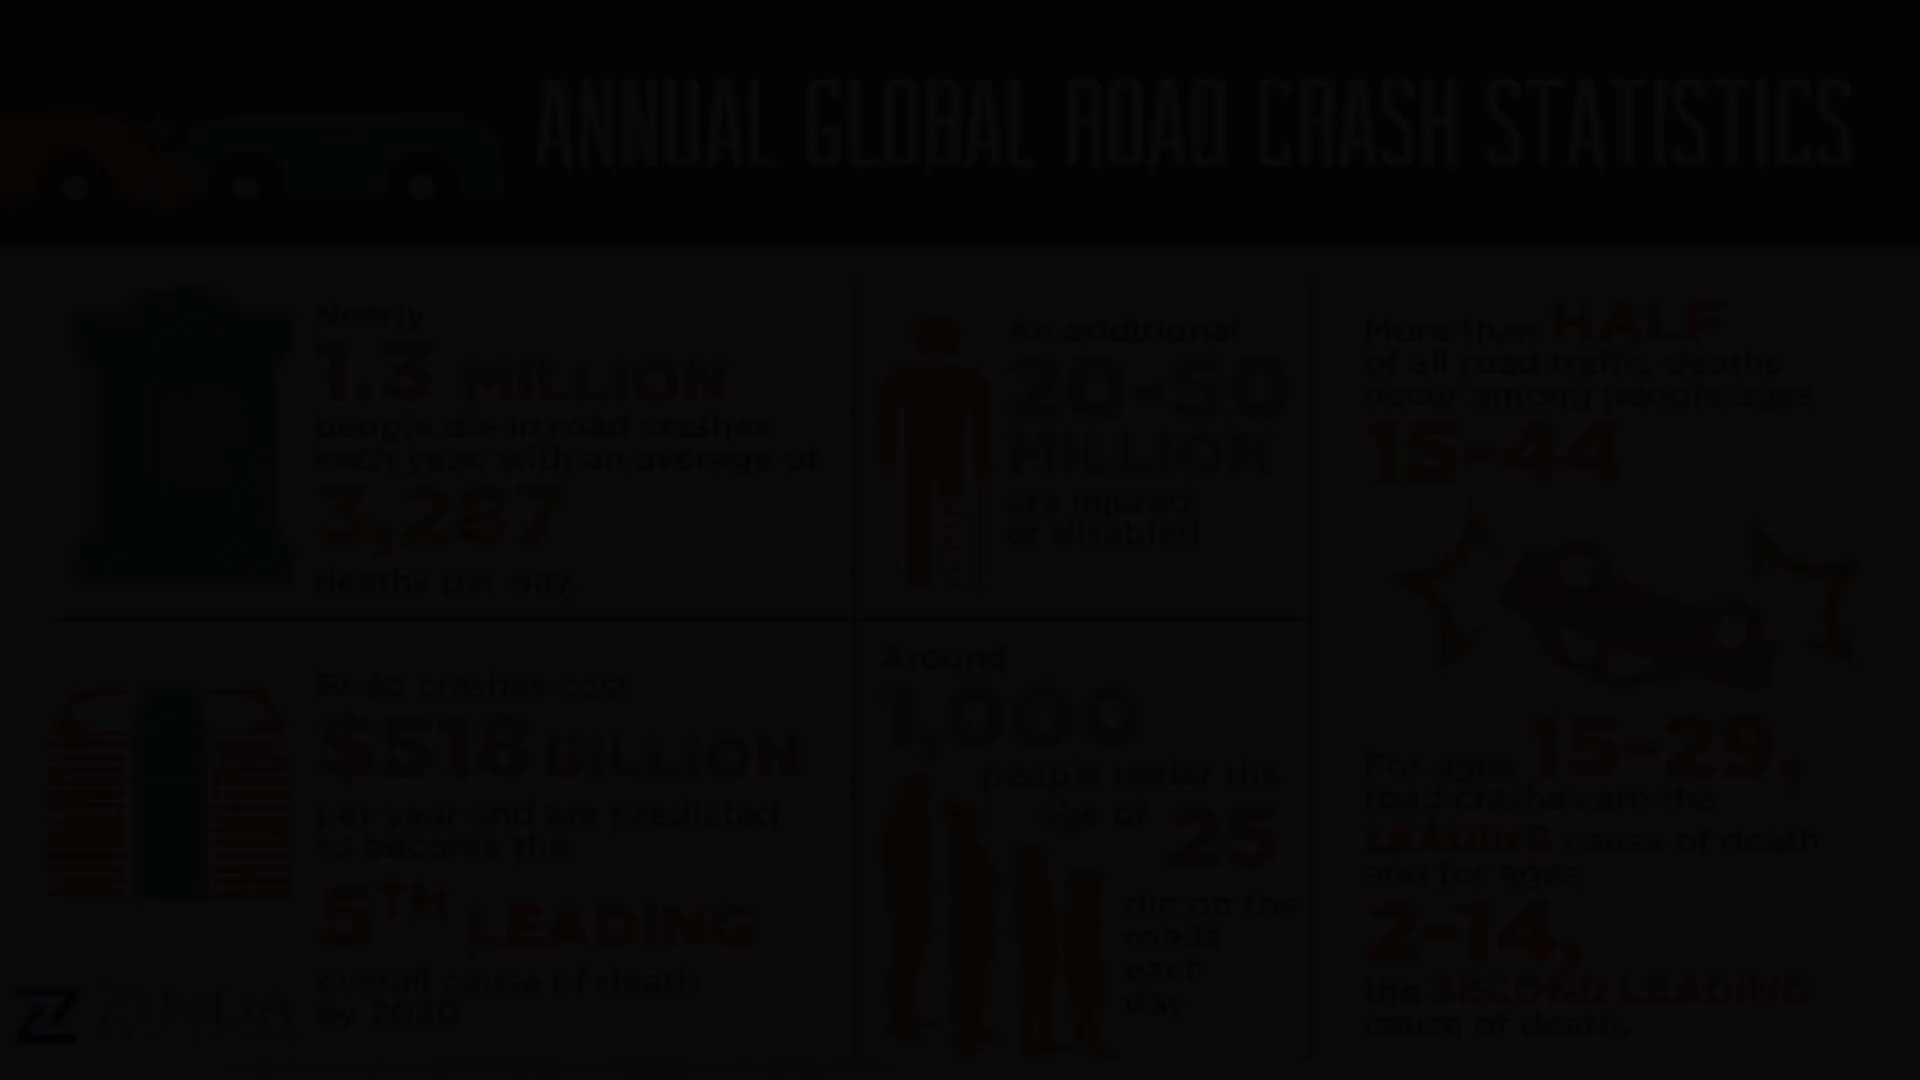 ANNUAL GLOBAL ROAD CRASH STATISTICS
Nearly
1.3 MILLION
people die in road crashes
each year, with an average of
3,287
deaths per day.
An additional
20-50
MILLION
are injured
or disabled.
More than HALF
of all road traffic deaths
occur among people ages
15-44
Road crashes cost
$518 BILLION
per year and are predicted
to become the
5TH LEADING
overall cause of death
by 2030
Around
1,000
people under the
age of 25
die on the
roads
each
day
For ages 15-29,
road crashes are the
LEADING cause of death
and for ages
2-14,
the SECOND LEADING
cause of death.
ZINDA